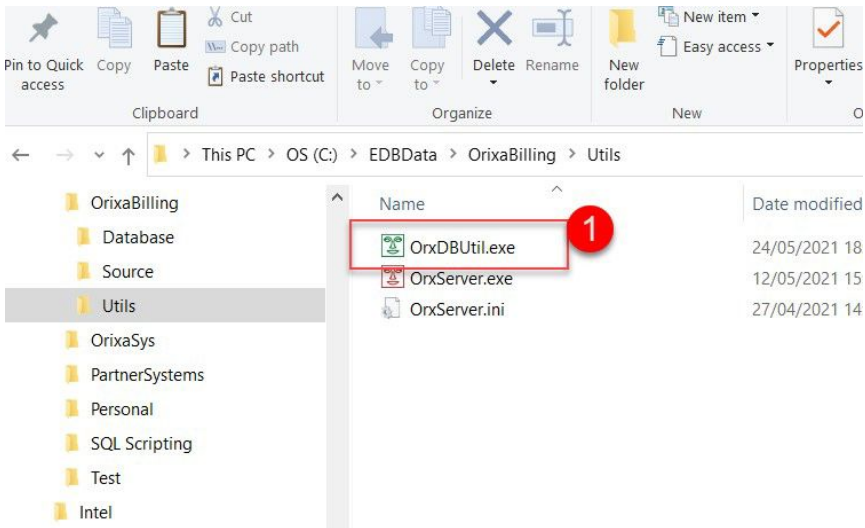 Cut
Copy path
Paste shortcut
Pin to Quick access
Copy
Paste
Move to
Copy to
Delete
Rename
New folder
New item
Easy access
Properties
Clipboard
Organize
New
O
This PC > OS (C:) > EDBData > OrixaBilling > Utils
OrixaBilling
Database
Source
Utils
OrixaSys
PartnerSystems
Personal
SQL Scripting
Test
Intel
Name
Date modified
1
OrxDBUtil.exe
24/05/2021 18
OrxServer.exe
12/05/2021 15
OrxServer.ini
27/04/2021 14